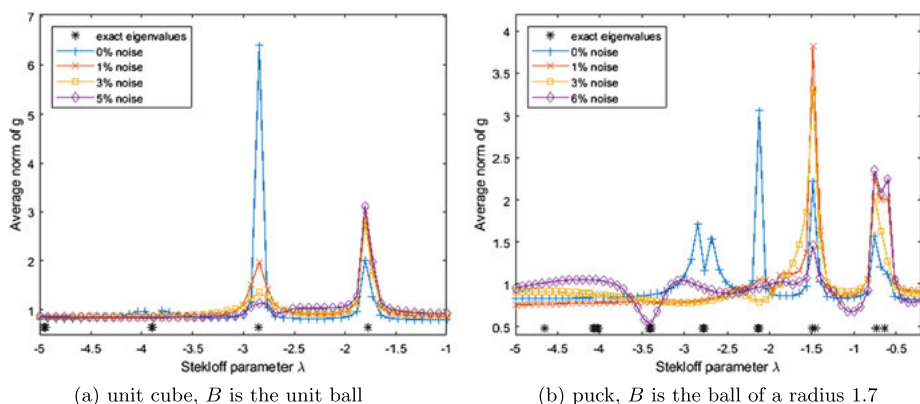 7
6
5
4
3
2
1
Average norm of g
exact eigenvalues
0% noise
1% noise
3% noise
5% noise
-5 -4.5 -4 -3.5 -3 -2.5 -2 -1.5 -1
Stekloff parameter λ
(a) unit cube, B is the unit ball
4
3.5
3
2.5
2
1.5
1
0.5
Average norm of g
exact eigenvalues
0% noise
1% noise
3% noise
6% noise
-5 -4.5 -4 -3.5 -3 -2.5 -2 -1.5 -1 -0.5
Stekloff parameter λ
(b) puck, B is the ball of a radius 1.7